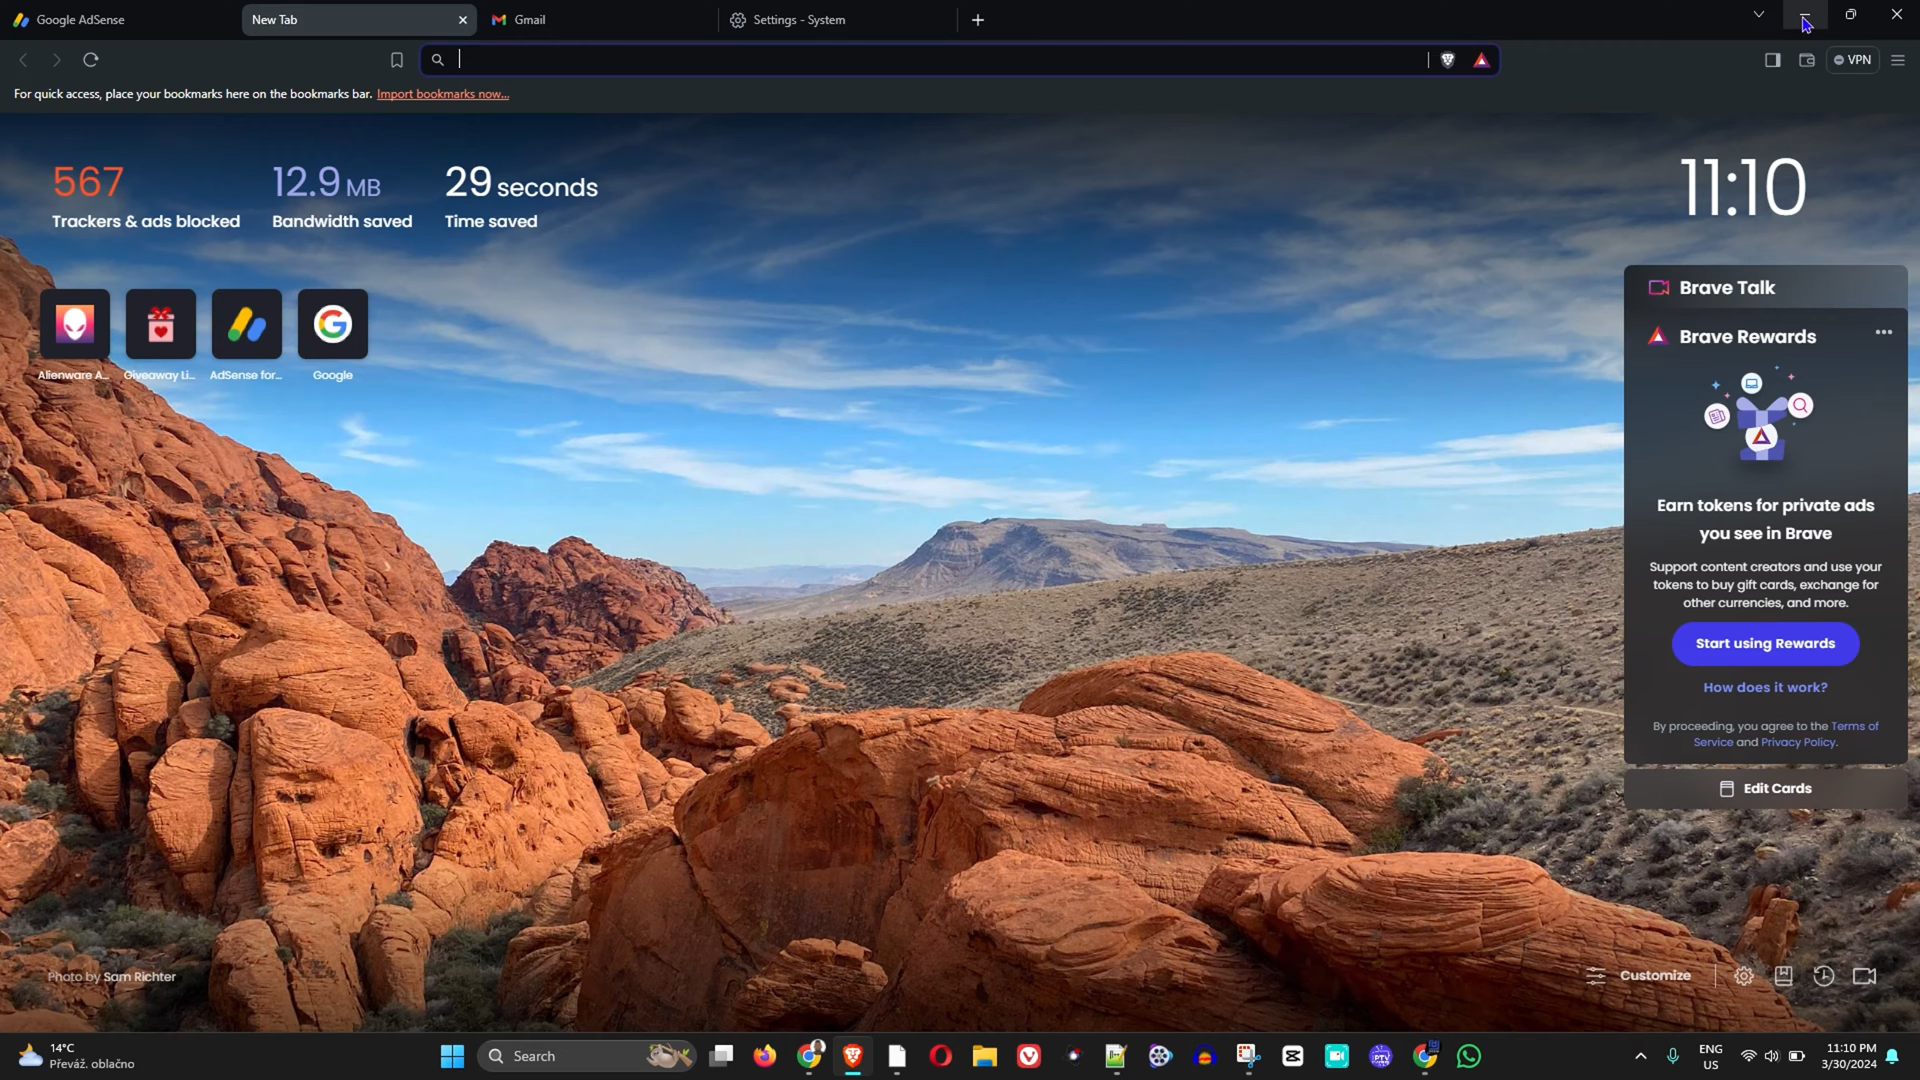 Google AdSense
New Tab
Gmail
Settings - System
VPN
For quick access, place your bookmarks here on the bookmarks bar. Import bookmarks now...
567
Trackers & ads blocked
12.9 MB
Bandwidth saved
29 seconds
Time saved
11:10
Alienware A...
Giveaway Li...
AdSense for...
Google
Brave Talk
Brave Rewards
Earn tokens for private ads
you see in Brave
Support content creators and use your
tokens to buy gift cards, exchange for
other currencies, and more.
Start using Rewards
How does it work?
By proceeding, you agree to the Terms of
Service and Privacy Policy.
Edit Cards
Photo by Sam Richter
Customize
14°C
Převáž. oblačno
Search
PTV
ENG
US
11:10 PM
3/30/2024